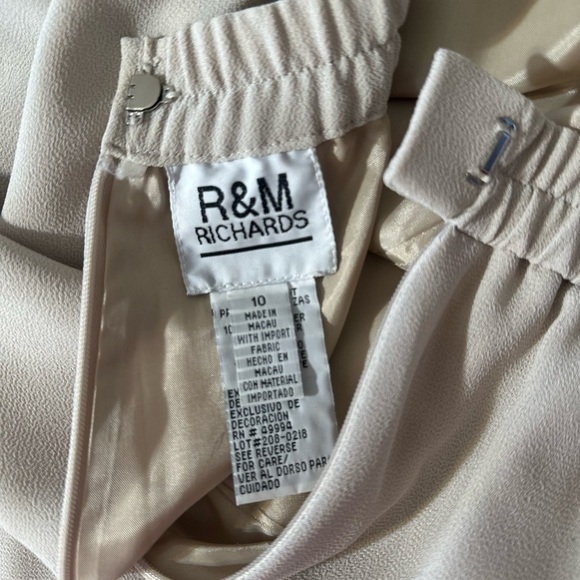 R&M
RICHARDS
10
MADE IN
MACAU
WITH IMPORT
FABRIC
HECHO EN
MACAU
CON MATERIAL
IMPORTADO
EXCLUSIVO DE
DECORACION
RN # 49994
LOT#208-0218
SEE REVERSE
FOR CARE/
VER AL DORSO PARA
CUIDADO